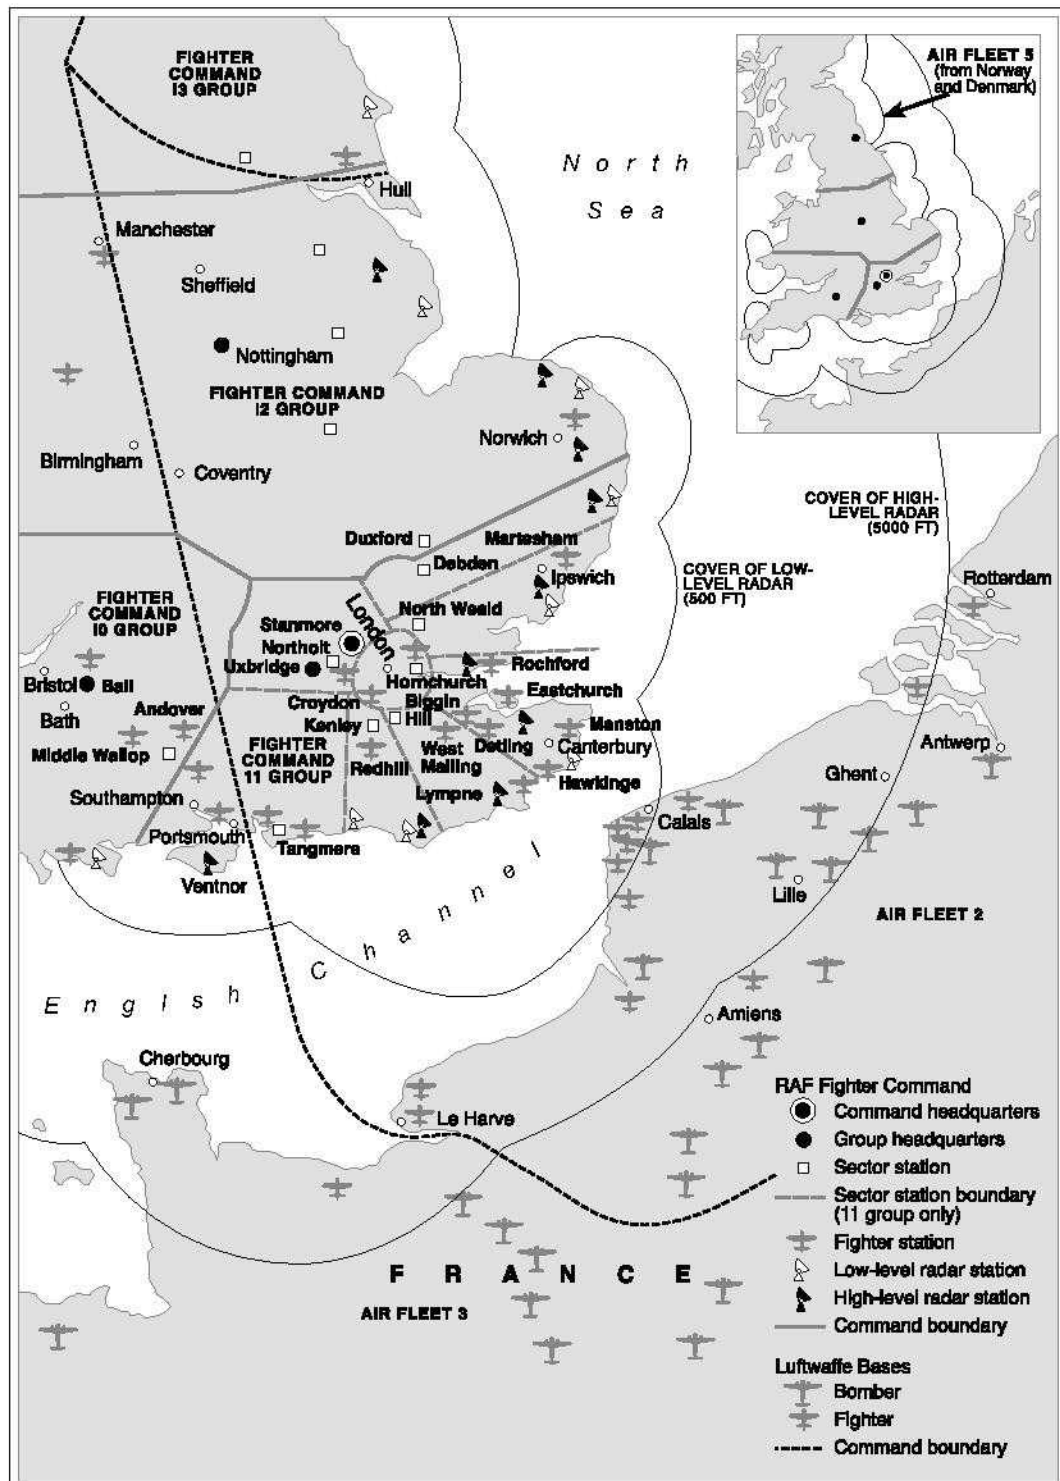 FIGHTER
COMMAND
I3 GROUP
AIR FLEET 5
(from Norway
and Denmark)
North
Sea
Hull
Manchester
Sheffield
Nottingham
FIGHTER COMMAND
I2 GROUP
Norwich
Birmingham
Coventry
COVER OF HIGH-
LEVEL RADAR
(5000 FT)
Duxford
Martesham
Debden
COVER OF LOW-
LEVEL RADAR
(500 FT)
Ipswich
Rotterdam
FIGHTER
COMMAND
I0 GROUP
North Weald
London
Stanmore
Northolt
Uxbridge
Rochford
Hornchurch
Bristol
Ball
Bath
Andover
Croydon
Biggin
Hill
Eastchurch
Kenley
Manston
Middle Wallop
FIGHTER
COMMAND
11 GROUP
West
Malling
Detling
Canterbury
Antwerp
Redhill
Hawkinge
Ghent
Lympne
Southampton
Portsmouth
Tangmere
Calais
Ventnor
Lille
AIR FLEET 2
English Channel
Amiens
Cherbourg
Le Harve
RAF Fighter Command
Command headquarters
Group headquarters
Sector station
Sector station boundary
(11 group only)
Fighter station
Low-level radar station
High-level radar station
Command boundary
FRANCE
AIR FLEET 3
Luftwaffe Bases
Bomber
Fighter
Command boundary